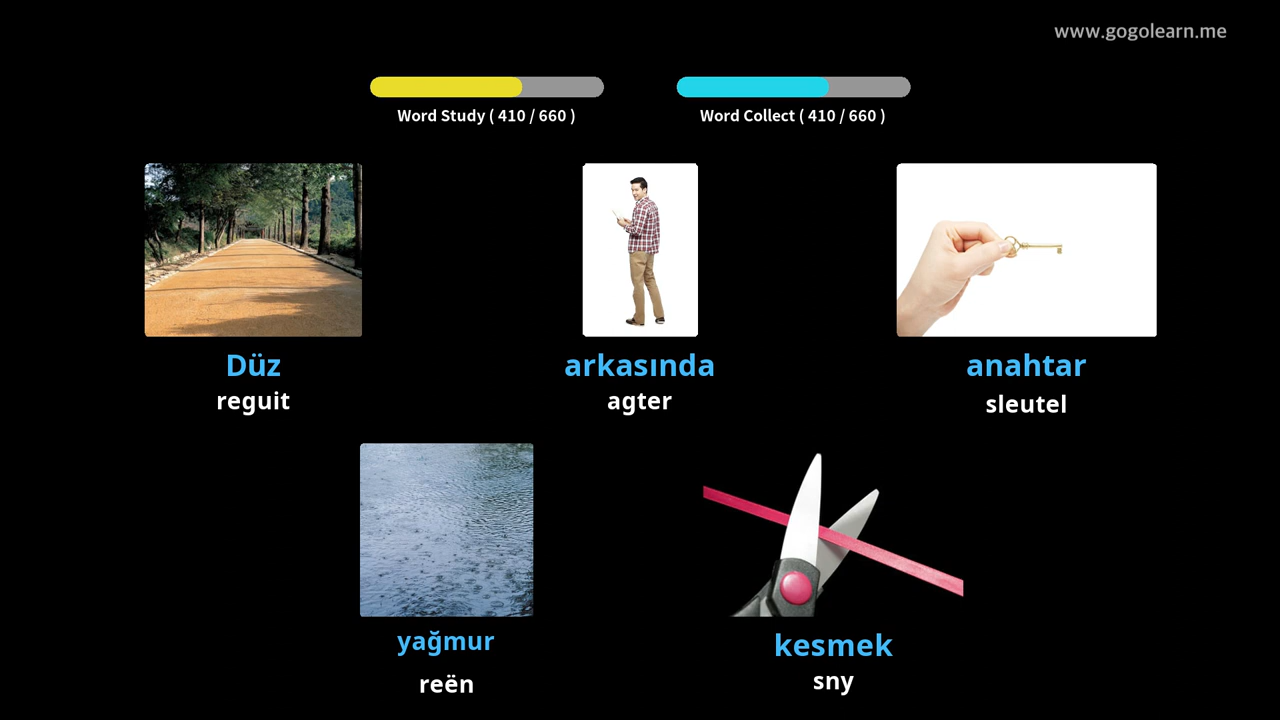 www.gogolearn.me
Word Study ( 410 / 660 )
Word Collect ( 410 / 660 )
Düz
reguit
arkasında
agter
anahtar
sleutel
yağmur
reën
kesmek
sny